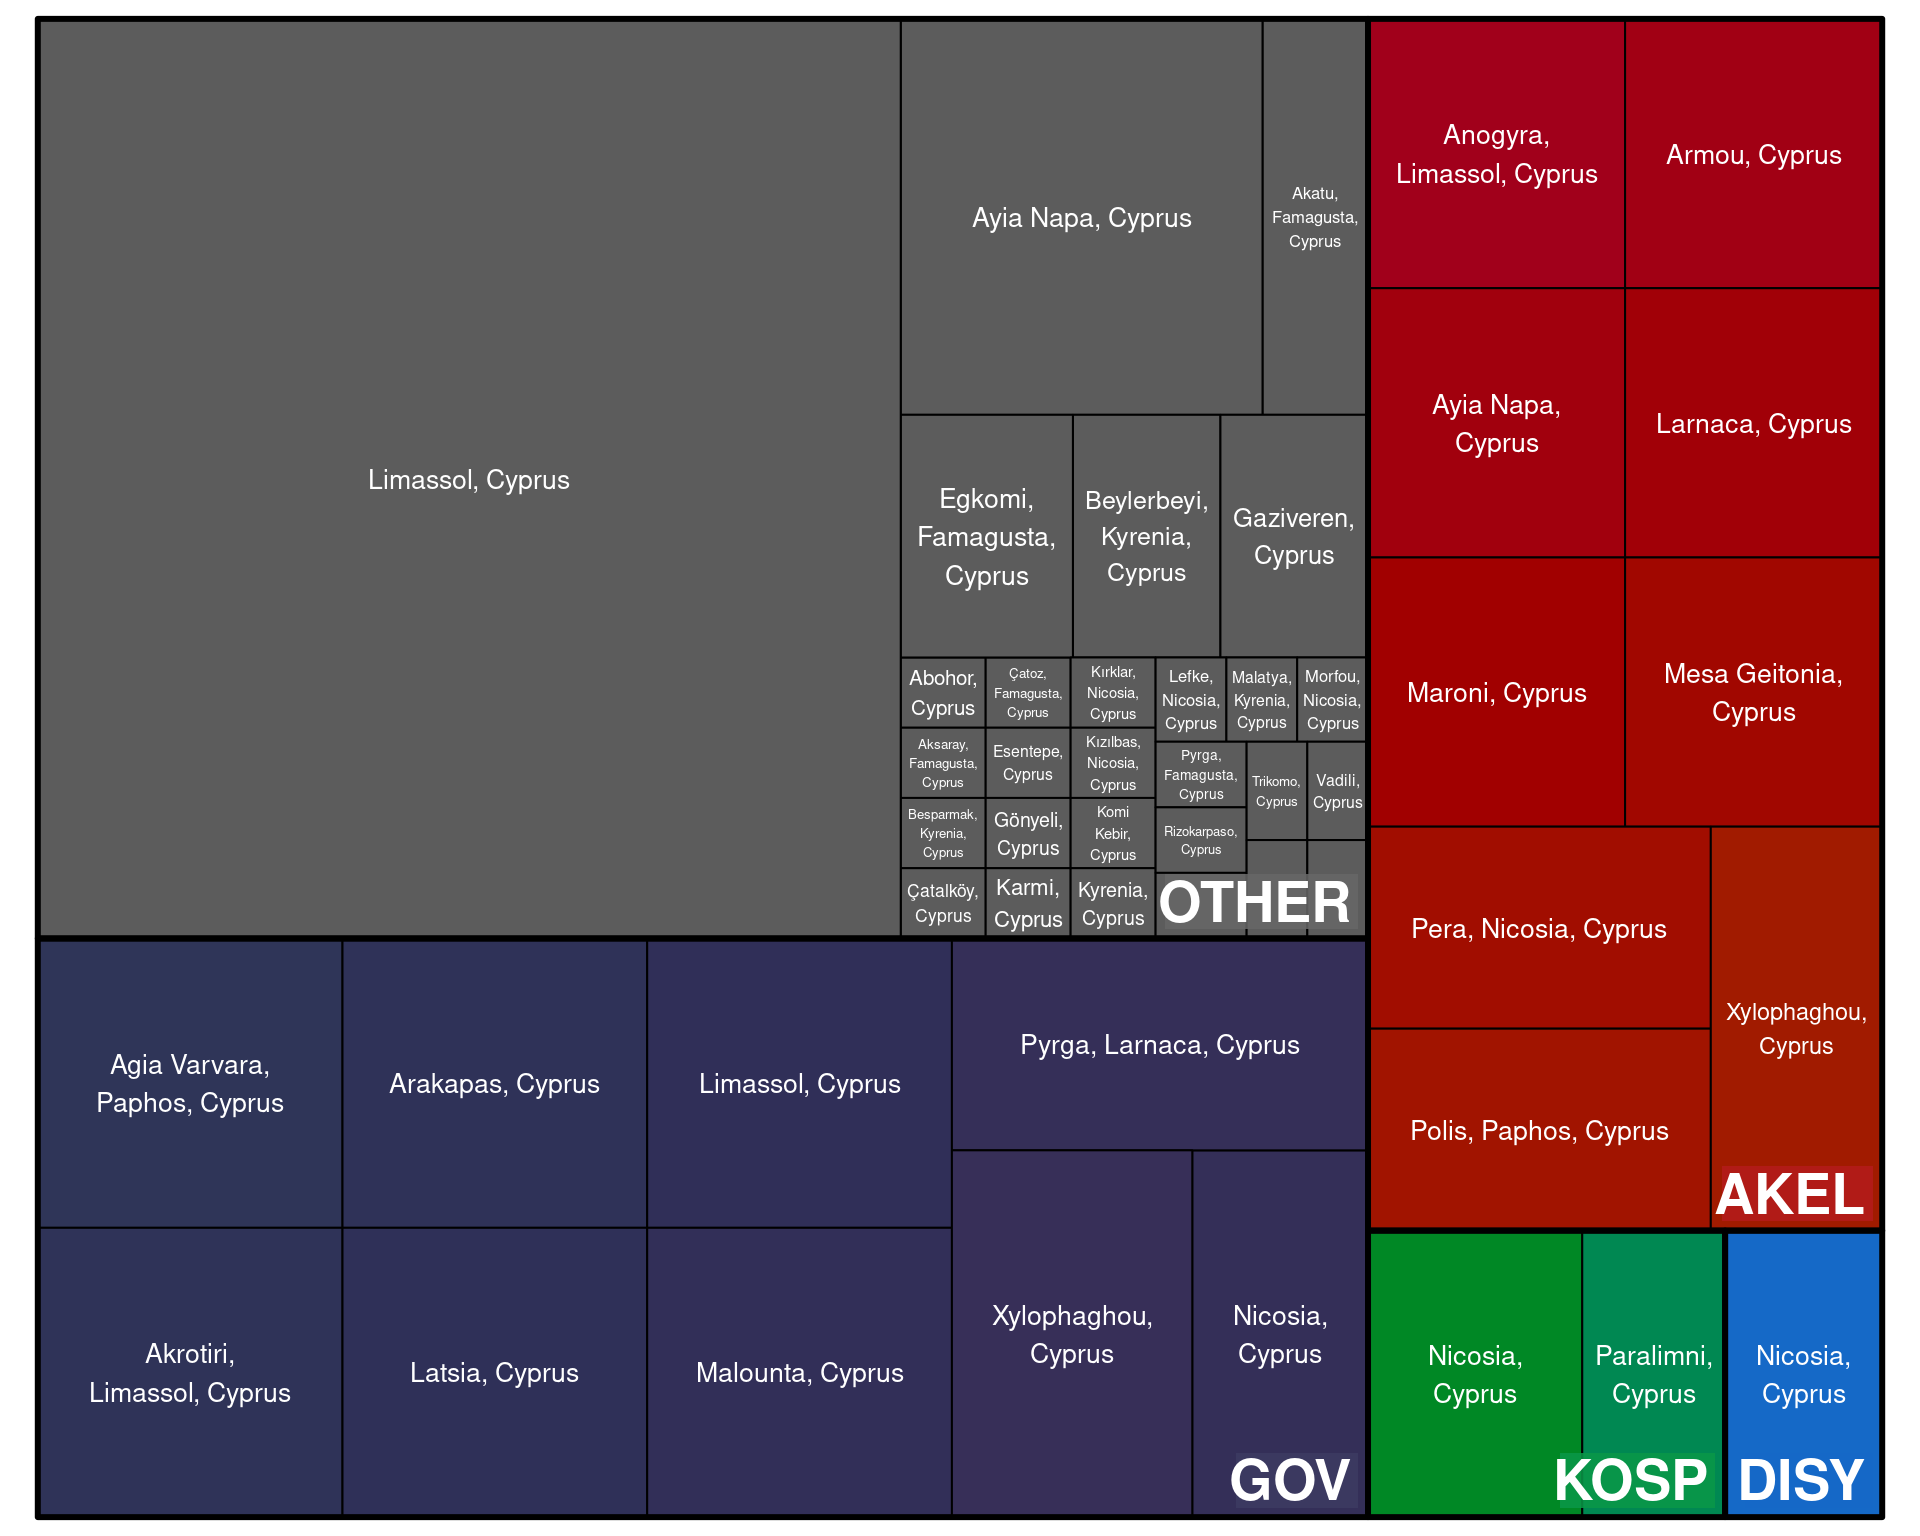 Limassol, Cyprus
Ayia Napa, Cyprus
Akatu,
Famagusta,
Cyprus
Egkomi,
Famagusta,
Cyprus
Beylerbeyi,
Kyrenia,
Cyprus
Gaziveren,
Cyprus
Abohor,
Cyprus
Çatoz,
Famagusta,
Cyprus
Kırklar,
Nicosia,
Cyprus
Lefke,
Nicosia,
Cyprus
Malatya,
Kyrenia,
Cyprus
Morfou,
Nicosia,
Cyprus
Aksaray,
Famagusta,
Cyprus
Esentepe,
Cyprus
Kızılbas,
Nicosia,
Cyprus
Pyrga,
Famagusta,
Cyprus
Trikomo,
Cyprus
Vadili,
Cyprus
Besparmak,
Kyrenia,
Cyprus
Gönyeli,
Cyprus
Komi
Kebir,
Cyprus
Rizokarpaso,
Cyprus
Çatalköy,
Cyprus
Karmi,
Cyprus
Kyrenia,
Cyprus
OTHER
Agia Varvara,
Paphos, Cyprus
Arakapas, Cyprus
Limassol, Cyprus
Pyrga, Larnaca, Cyprus
Akrotiri,
Limassol, Cyprus
Latsia, Cyprus
Malounta, Cyprus
Xylophaghou,
Cyprus
Nicosia,
Cyprus
GOV
Anogyra,
Limassol, Cyprus
Armou, Cyprus
Ayia Napa,
Cyprus
Larnaca, Cyprus
Maroni, Cyprus
Mesa Geitonia,
Cyprus
Pera, Nicosia, Cyprus
Xylophaghou,
Cyprus
Polis, Paphos, Cyprus
AKEL
Nicosia,
Cyprus
Paralimni,
Cyprus
KOSP
Nicosia,
Cyprus
DISY